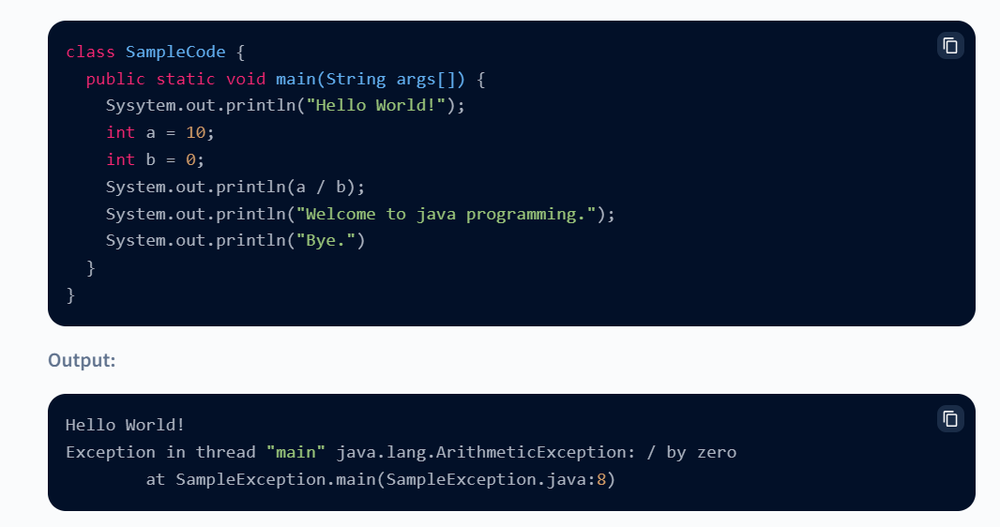 class SampleCode {
public static void main(String args[]) {
Sysytem.out.println("Hello World!");
int a = 10;
int b = 0;
System.out.println(a / b);
System.out.println("Welcome to java programming.");
System.out.println("Bye.")
}
}
Output:
Hello World!
Exception in thread "main" java.lang.ArithmeticException: / by zero
at SampleException.main(SampleException.java:8)